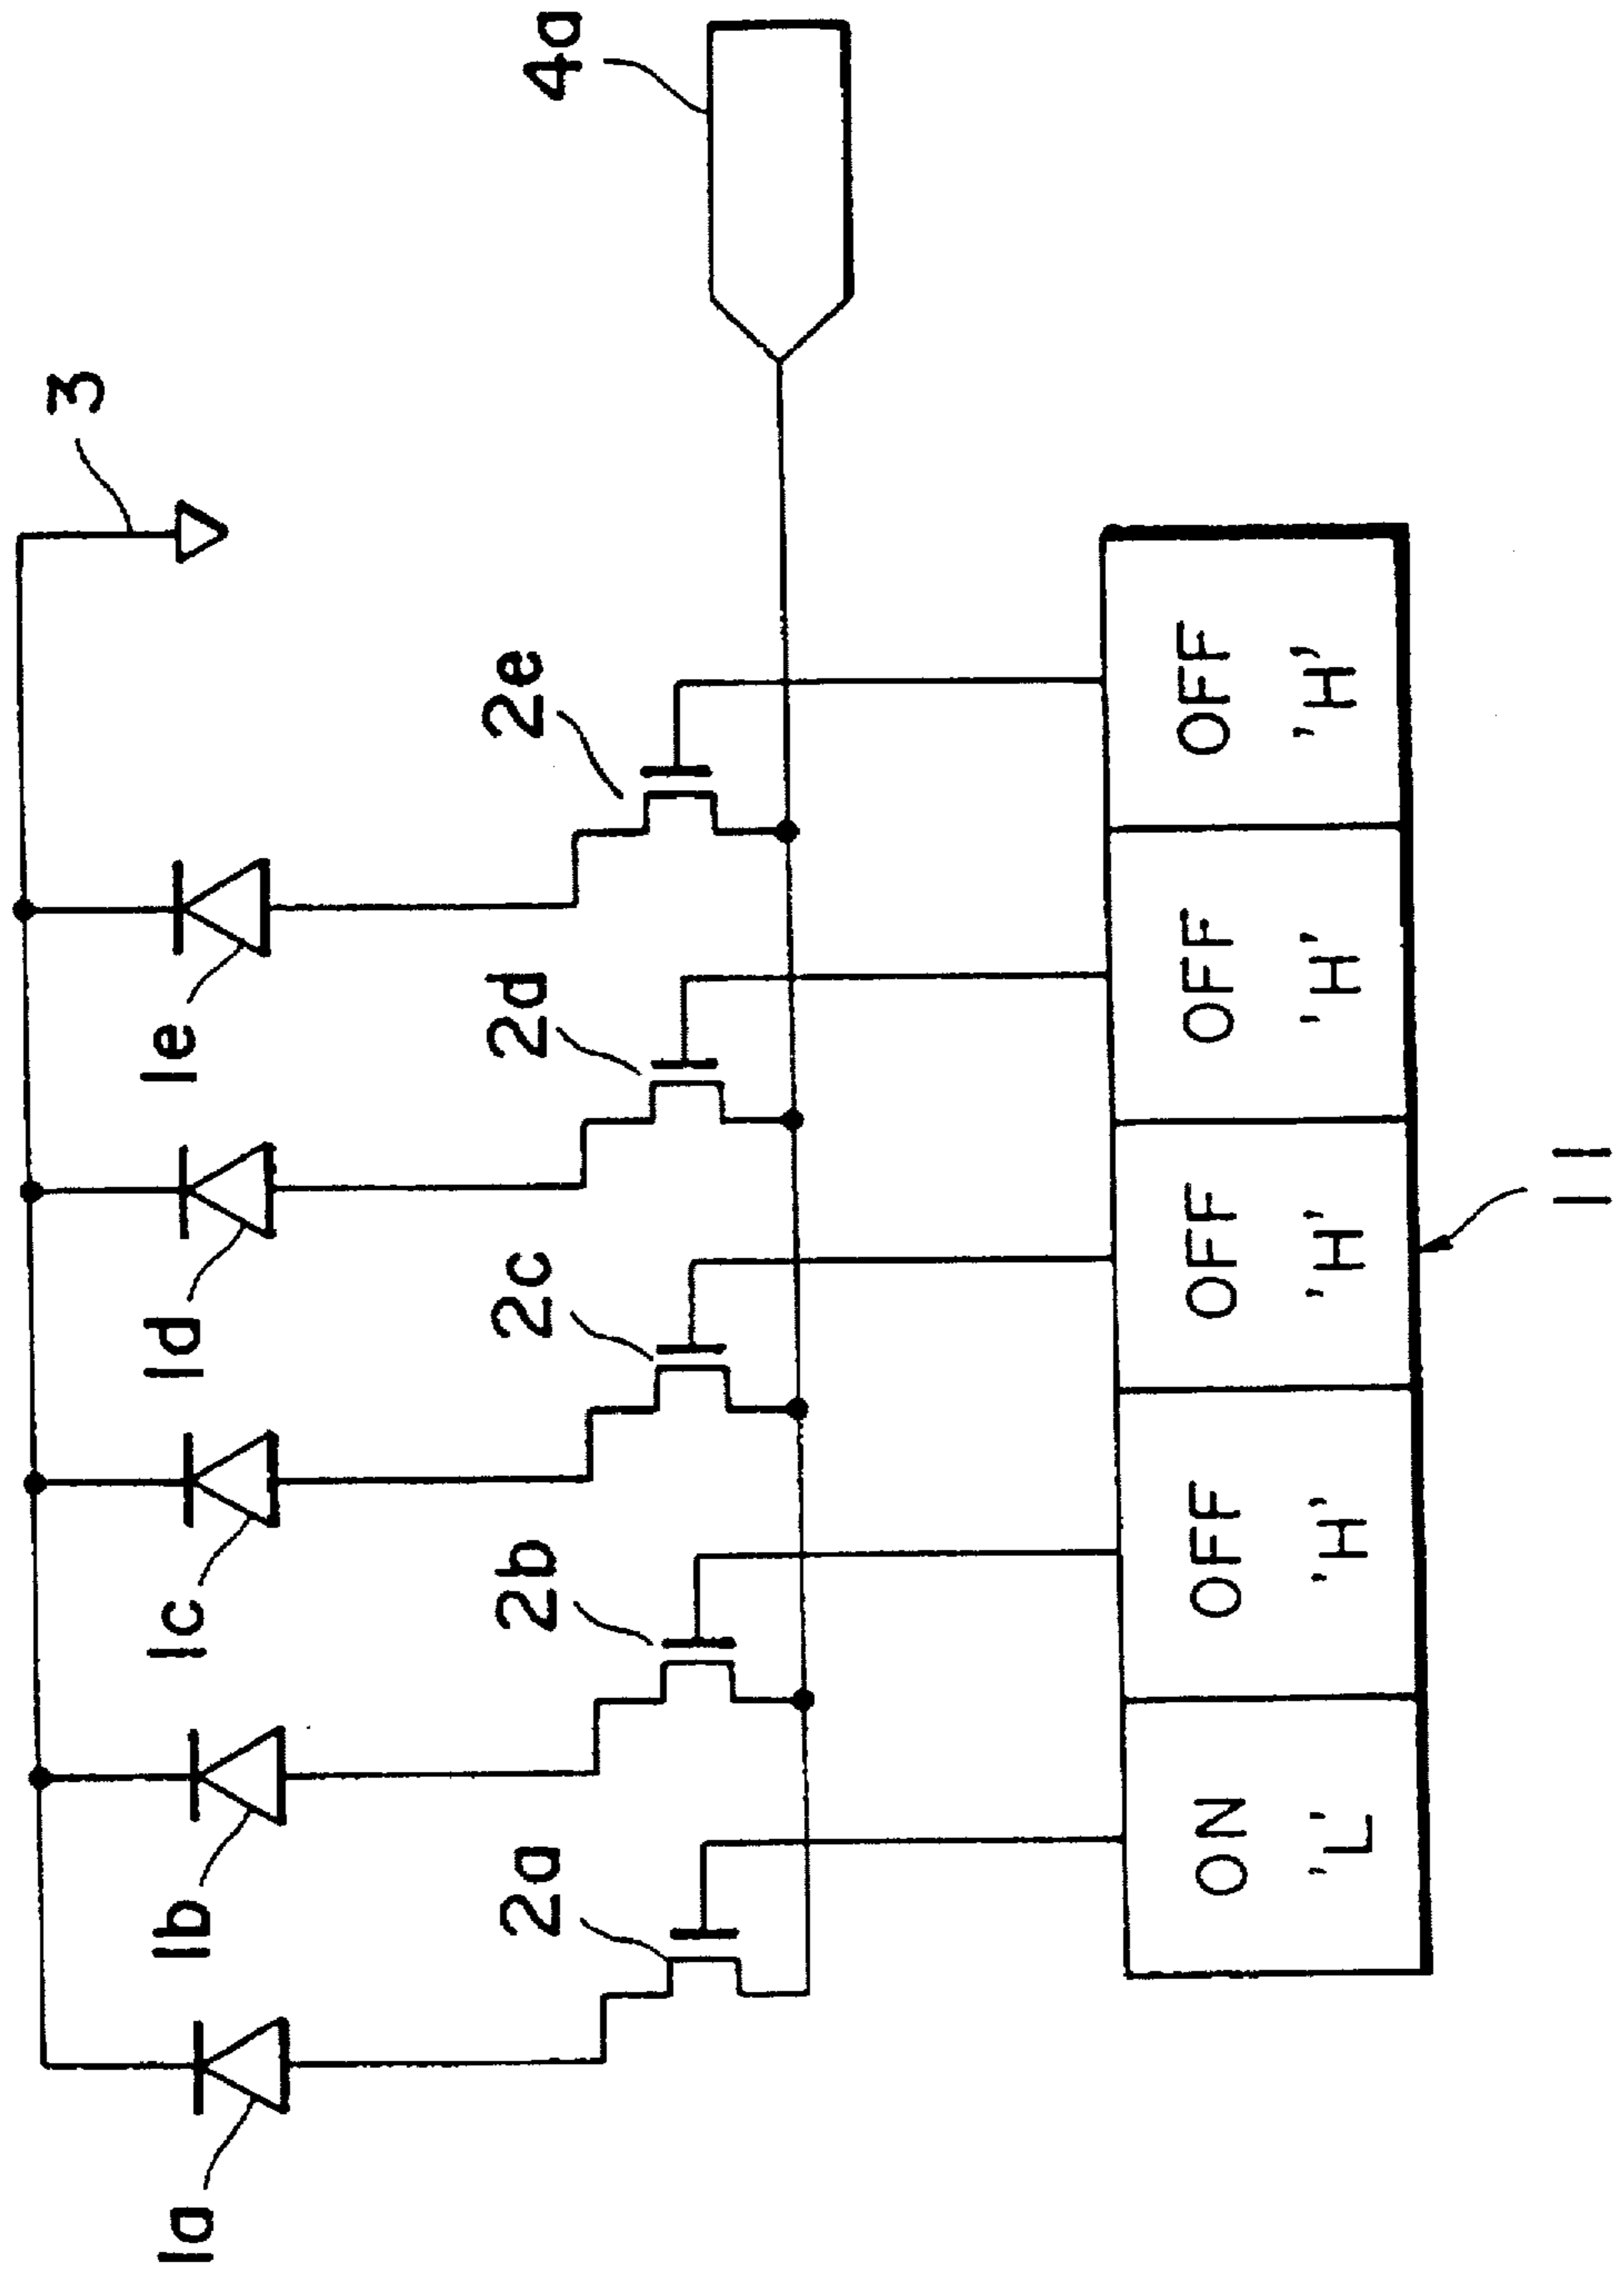 1a
1b
1c
1d
1e
3
2a
2b
2c
2d
2e
4a
ON
OFF
OFF
OFF
OFF
'L'
'H'
'H'
'H'
'H'
11